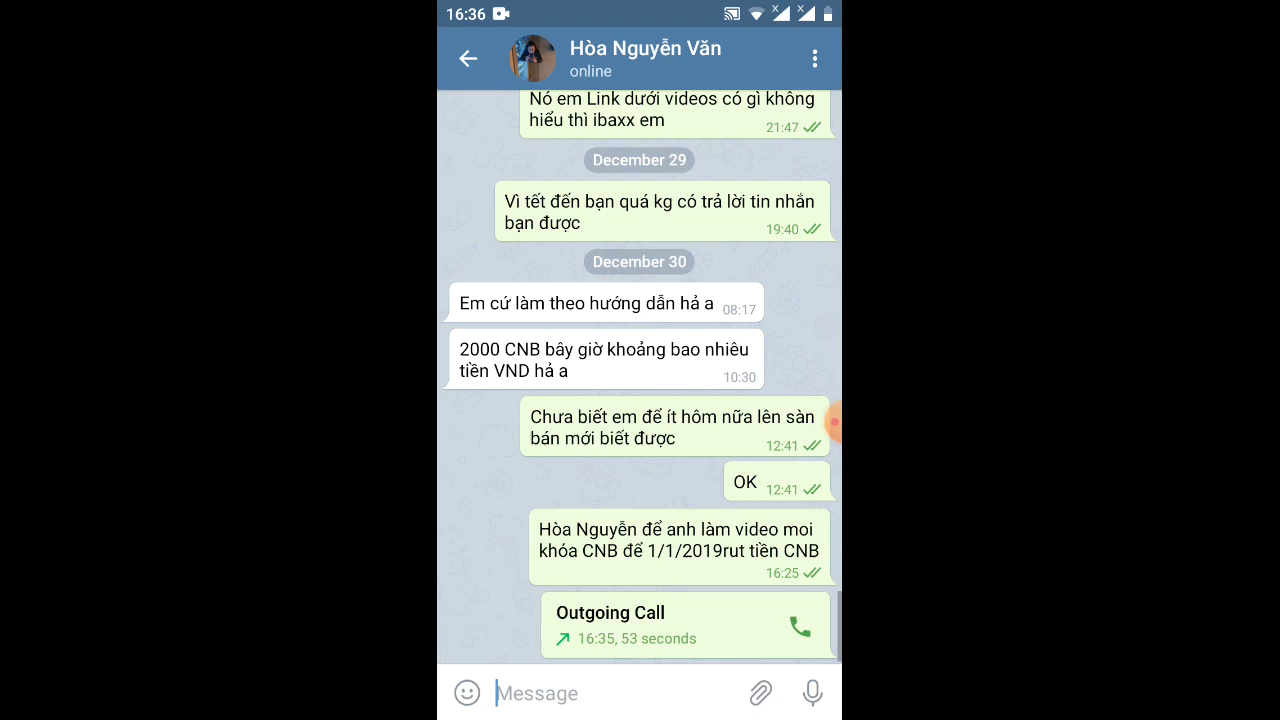 16:36
Hòa Nguyễn Văn
online
Nó em Link dưới videos có gì không
hiểu thì ibaxx em
21:47
December 29
Vì tết đến bạn quá kg có trả lời tin nhắn
bạn được
19:40
December 30
Em cứ làm theo hướng dẫn hả a
08:17
2000 CNB bây giờ khoảng bao nhiêu
tiền VND hả a
10:30
Chưa biết em để ít hôm nữa lên sàn
bán mới biết được
12:41
OK
12:41
Hòa Nguyễn để anh làm video moi
khóa CNB để 1/1/2019rut tiền CNB
16:25
Outgoing Call
16:35, 53 seconds
Message